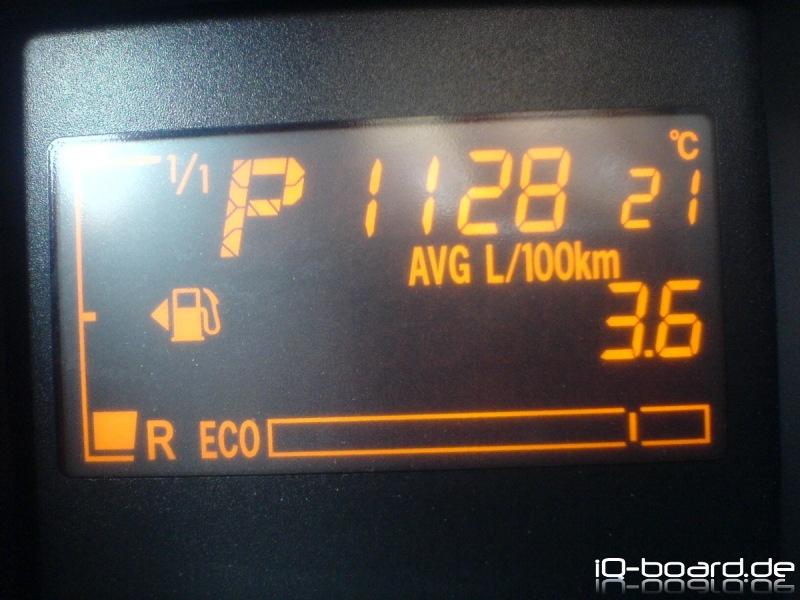 °C
1/1 P 1128 21
AVG L/100km
3.6
R ECO
iQ-board.de